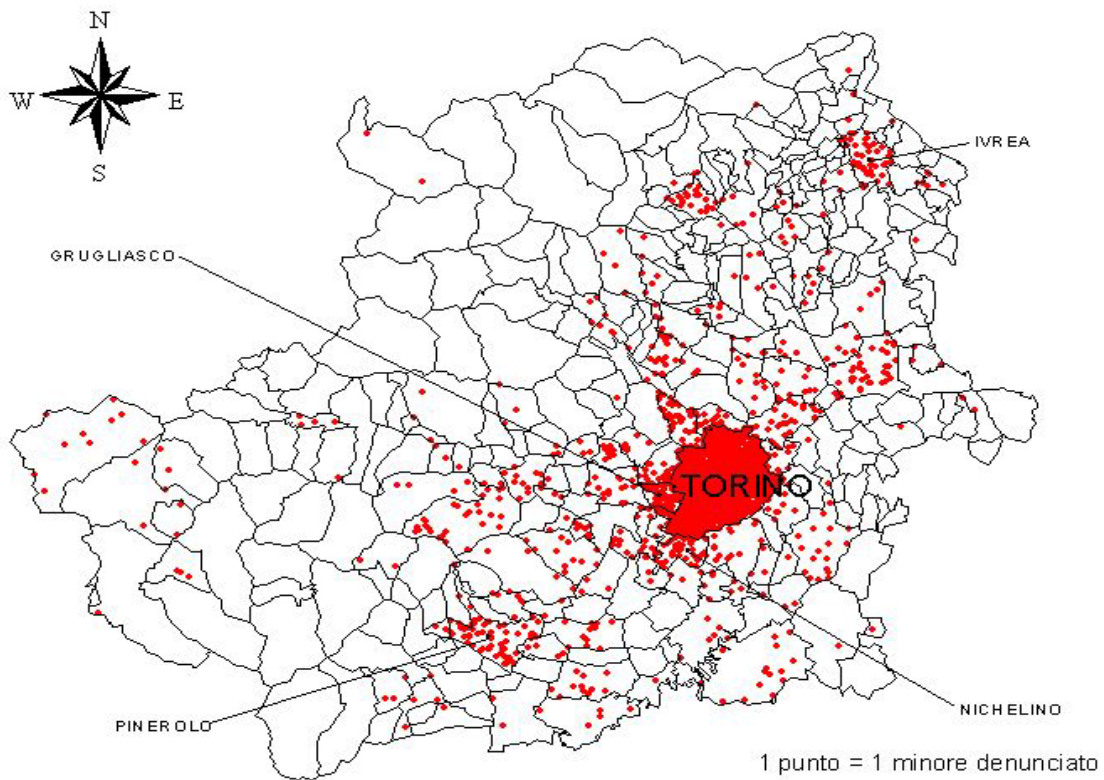 N
W E
S
IVREA
GRUGLIASCO
TORINO
NICHELINO
PINEROLO
1 punto = 1 minore denunciato